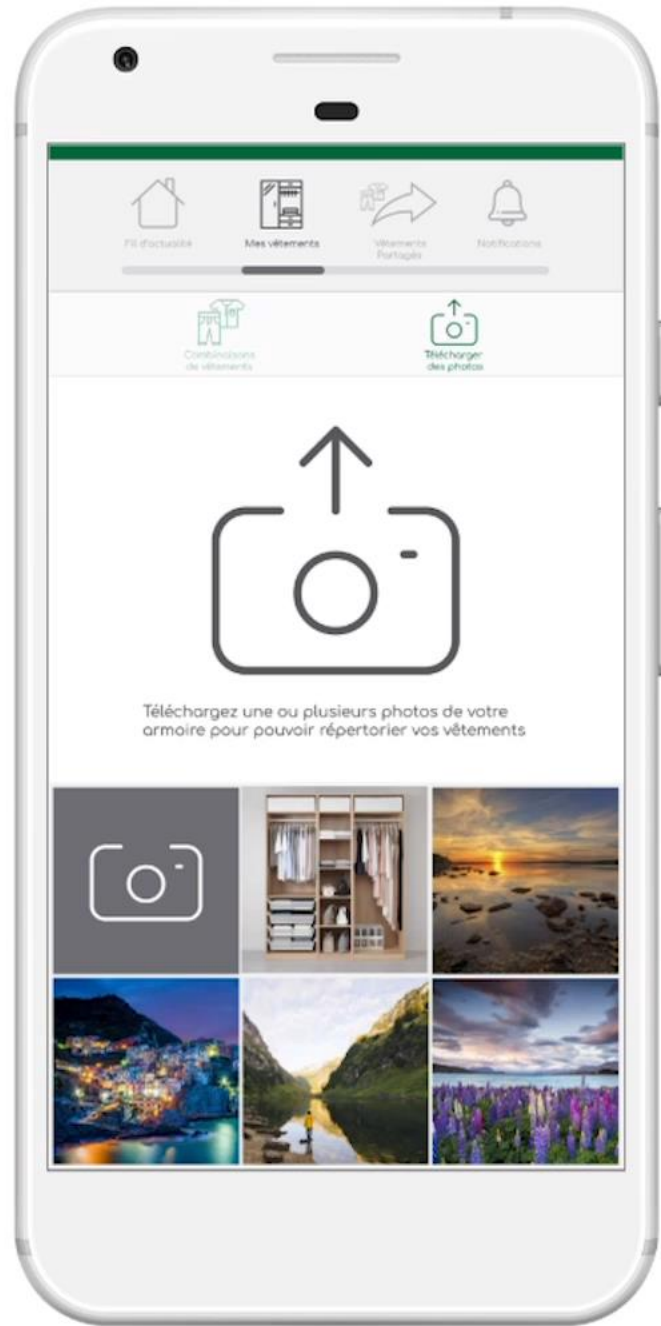 Fil d'actualité
Mes vêtements
Vêtements
Partagés
Notifications
Combinaisons
de vêtements
Télécharger
des photos
Téléchargez une ou plusieurs photos de votre
armoire pour pouvoir répertorier vos vêtements